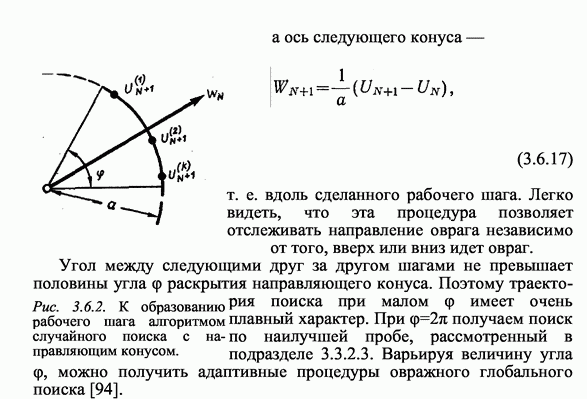 а ось следующего конуса —
W_{N+1} = \frac{1}{a} (U_{N+1} − U_N),
(3.6.17)
U_{N+1}^{(1)}
W_N
U_{N+1}^{(2)}
U_{N+1}^{(K)}
φ
a
т. е. вдоль сделанного рабочего шага. Легко
видеть, что эта процедура позволяет
отслеживать направление оврага независимо
от того, вверх или вниз идет овраг.
Угол между следующими друг за другом шагами не превышает
половины угла φ раскрытия направляющего конуса. Поэтому траекто-
рия поиска при малом φ имеет очень
плавный характер. При φ=2π получаем поиск
по наилучшей пробе, рассмотренный в
подразделе 3.3.2.3. Варьируя величину угла
φ, можно получить адаптивные процедуры овражного глобального
поиска [94].
Рис. 3.6.2. К образованию
рабочего шага алгоритмом
случайного поиска с на-
правляющим конусом.